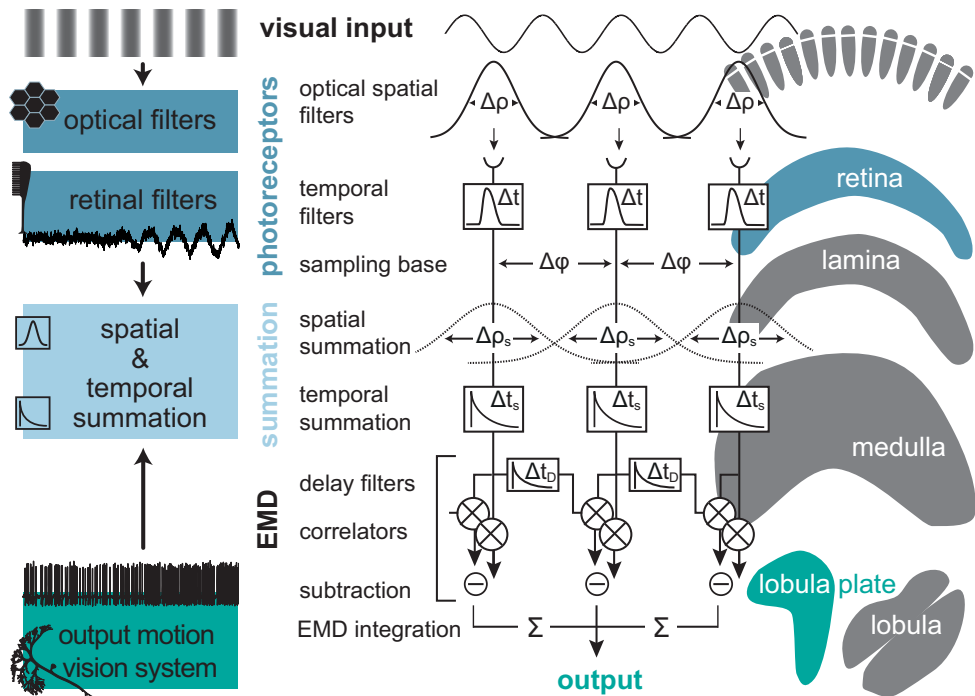 visual input
optical filters
retinal filters
spatial
&
temporal
summation
output motion
vision system
photoreceptors
summation
EMD
optical spatial
filters
Δρ
Δρ
Δρ
temporal
filters
Δt
Δt
Δt
sampling base
Δφ
Δφ
spatial
summation
Δρs
Δρs
Δρs
temporal
summation
Δts
Δts
Δts
delay filters
ΔtD
ΔtD
correlators
subtraction
EMD integration
Σ
Σ
output
retina
lamina
medulla
lobula plate
lobula